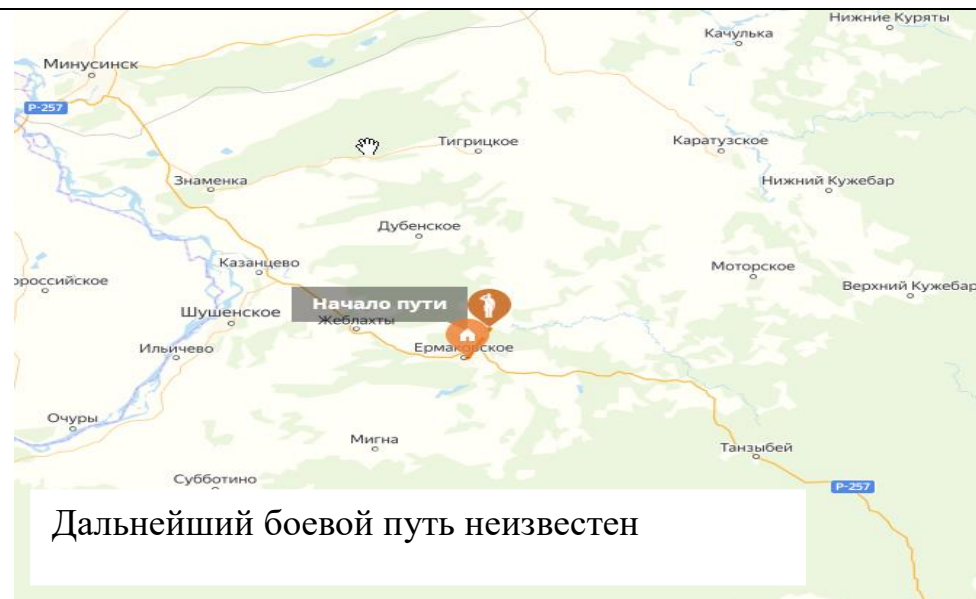 Нижние Куряты
Качулька
Минусинск
Р-257
Тигрицкое
Каратузское
Знаменка
Нижний Кужебар
Дубенское
Казанцево
Моторское
ороссийское
Верхний Кужебар
Начало пути
Шушенское
Жеблахты
Ильичево
Ермаковское
Очуры
Мигна
Танзыбей
Субботино
Р-257
Дальнейший боевой путь неизвестен